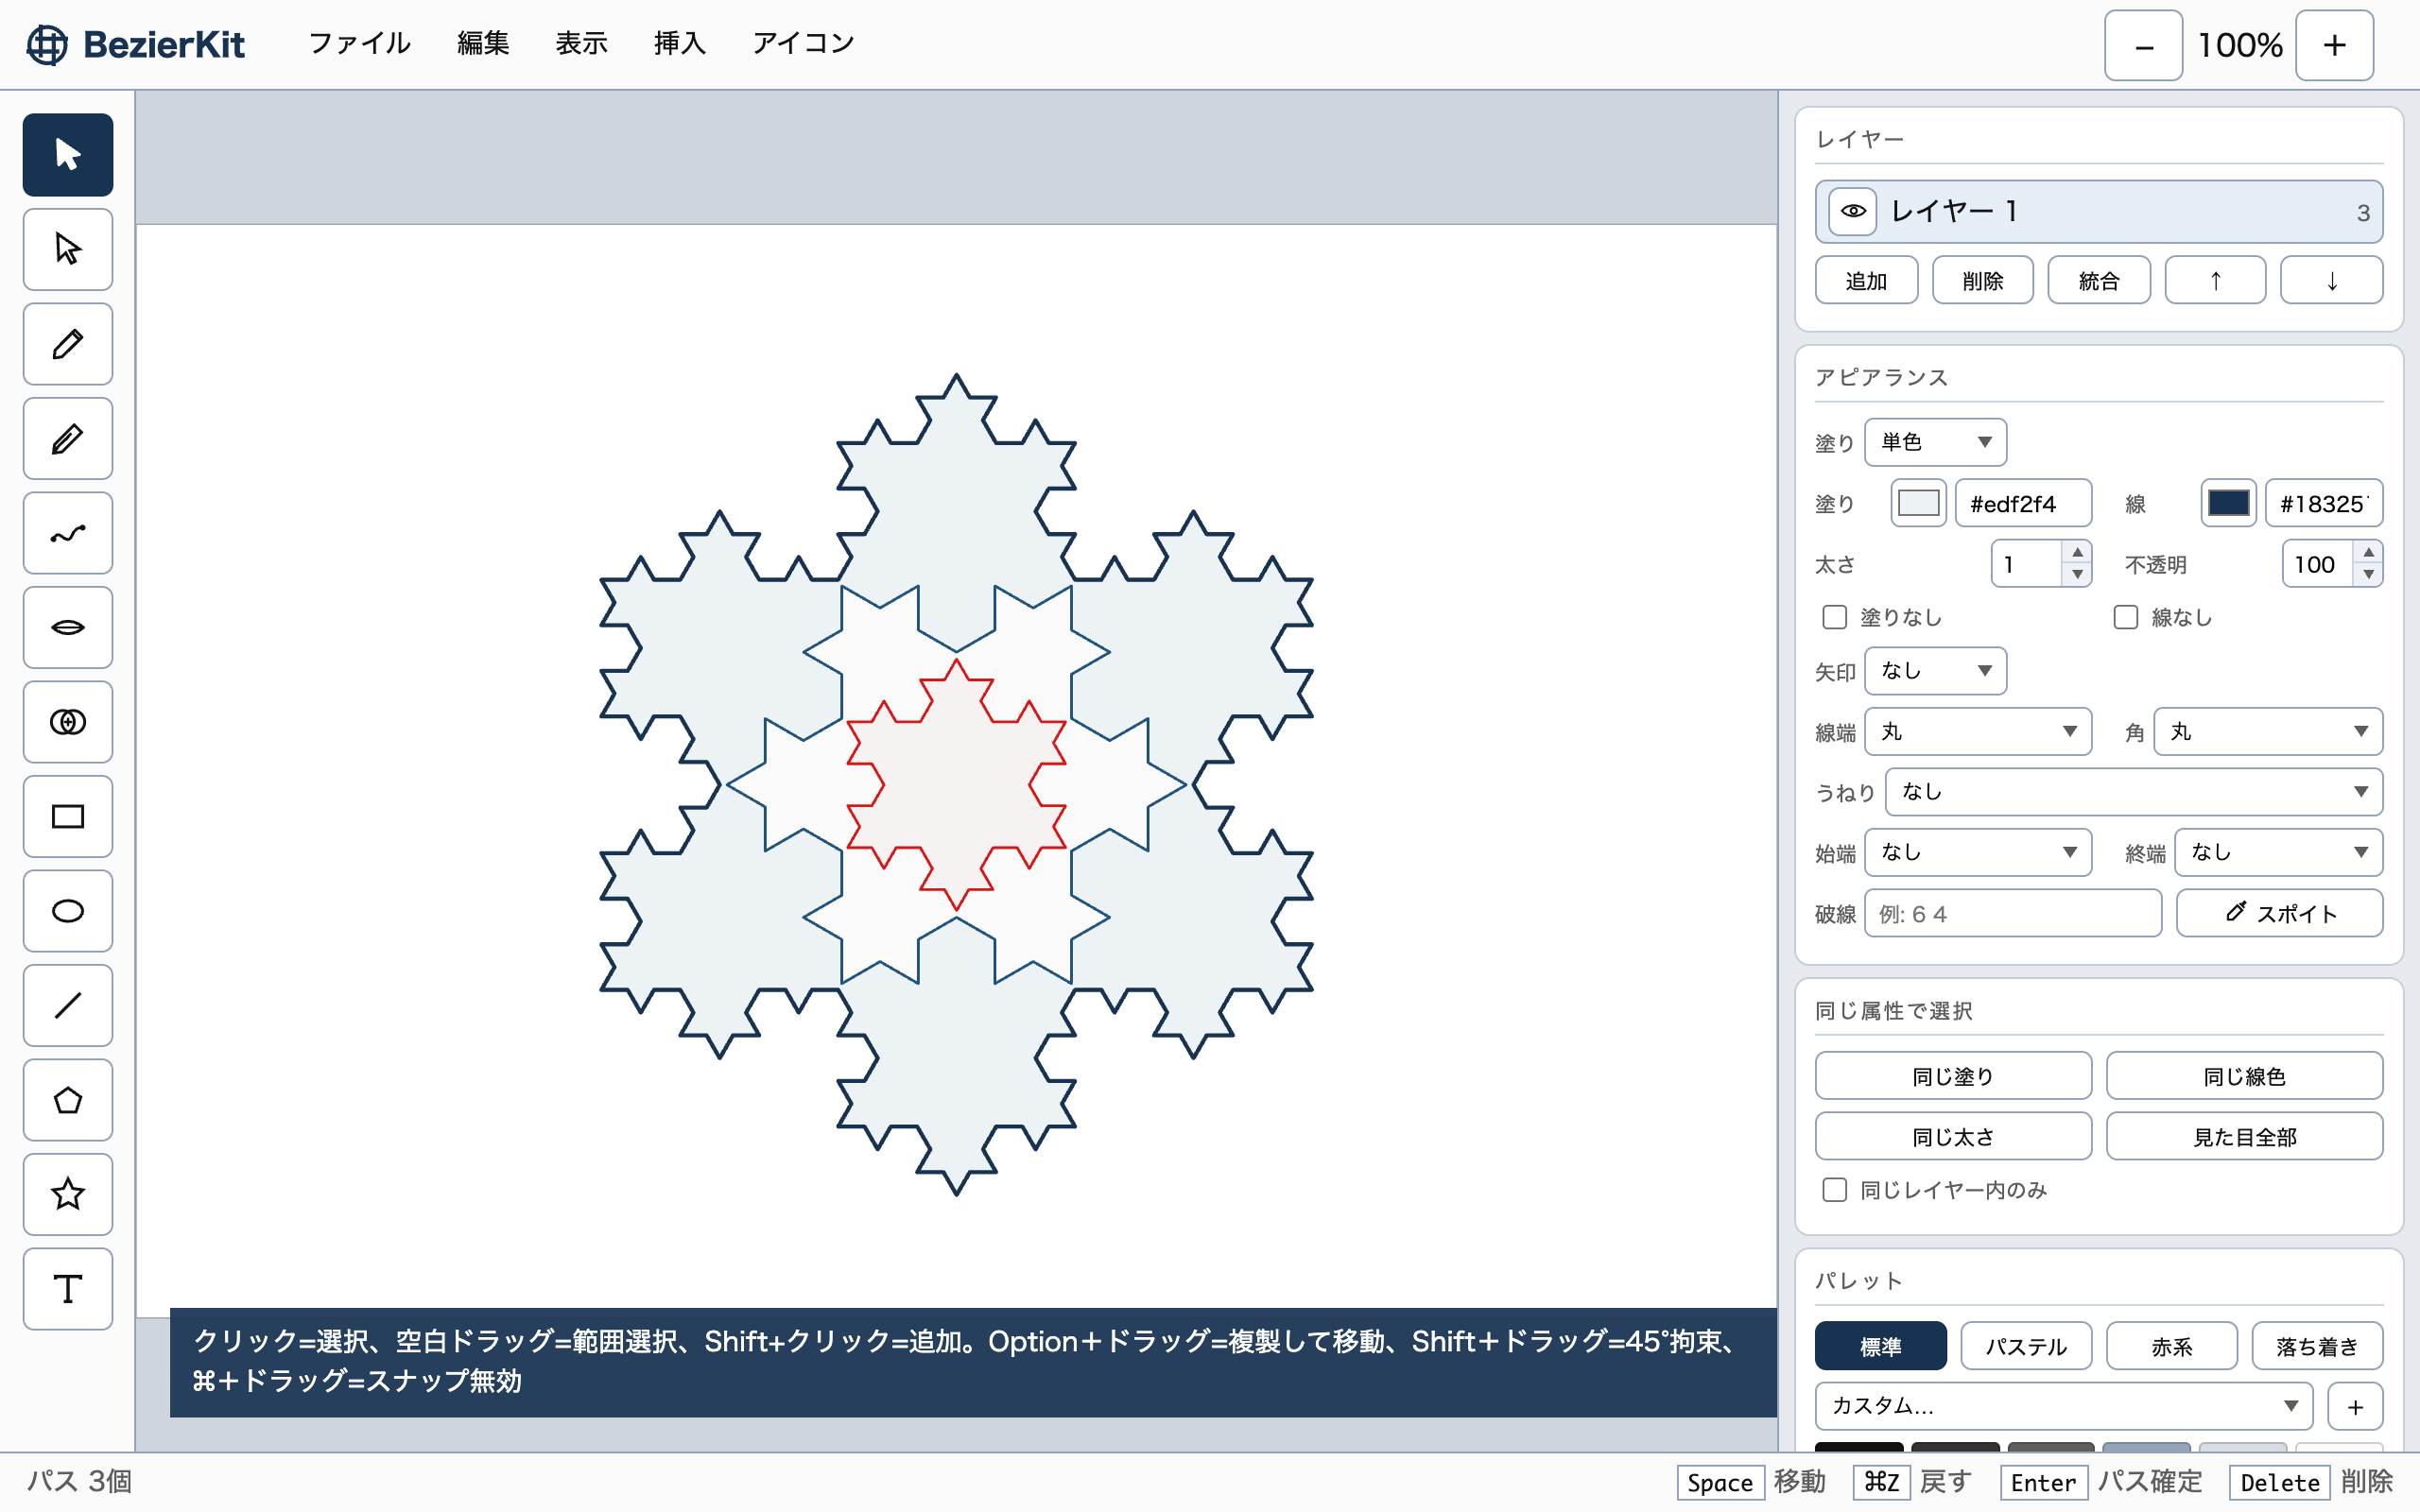 BezierKit ファイル 編集 表示 挿入 アイコン − 100% +
レイヤー
レイヤー 1 3
追加 削除 統合 ↑ ↓
アピアランス
塗り 単色
塗り #edf2f4 線 #18325
太さ 1 不透明 100
塗りなし 線なし
矢印 なし
線端 丸 角 丸
うねり なし
始端 なし 終端 なし
破線 例: 6 4 スポイト
同じ属性で選択
同じ塗り 同じ線色
同じ太さ 見た目全部
同じレイヤー内のみ
パレット
標準 パステル 赤系 落ち着き
カスタム... +
クリック=選択、空白ドラッグ=範囲選択、Shift+クリック=追加。Option+ドラッグ=複製して移動、Shift+ドラッグ=45°拘束、
⌘+ドラッグ=スナップ無効
パス 3個 Space 移動 ⌘Z 戻す Enter パス確定 Delete 削除